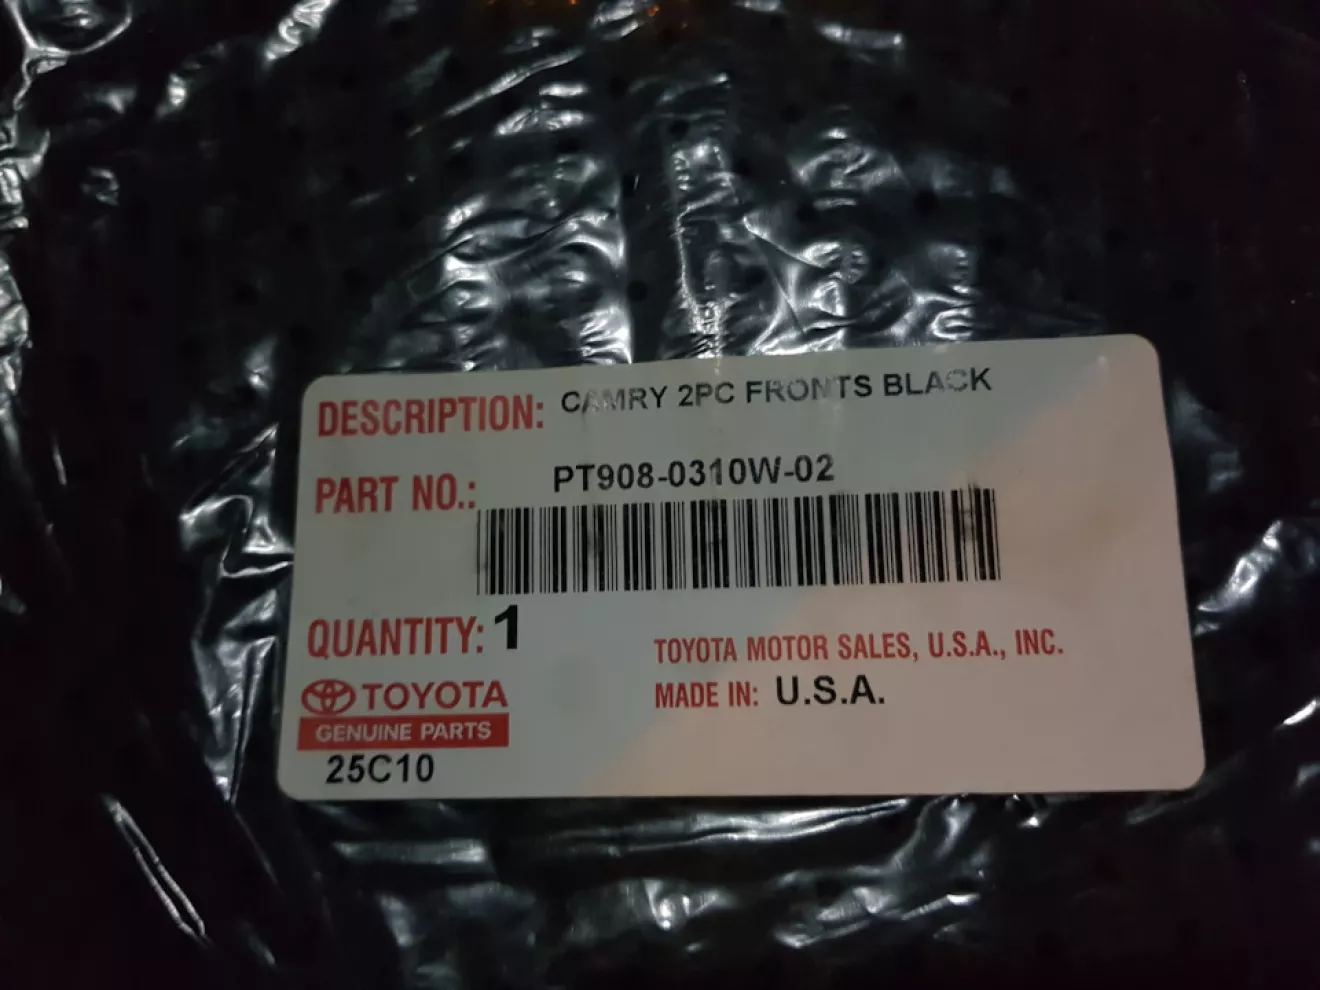 DESCRIPTION: CAMRY 2PC FRONTS BLACK
PART NO.: PT908-0310W-02
QUANTITY: 1
TOYOTA MOTOR SALES, U.S.A., INC.
MADE IN: U.S.A.
TOYOTA
GENUINE PARTS
25C10